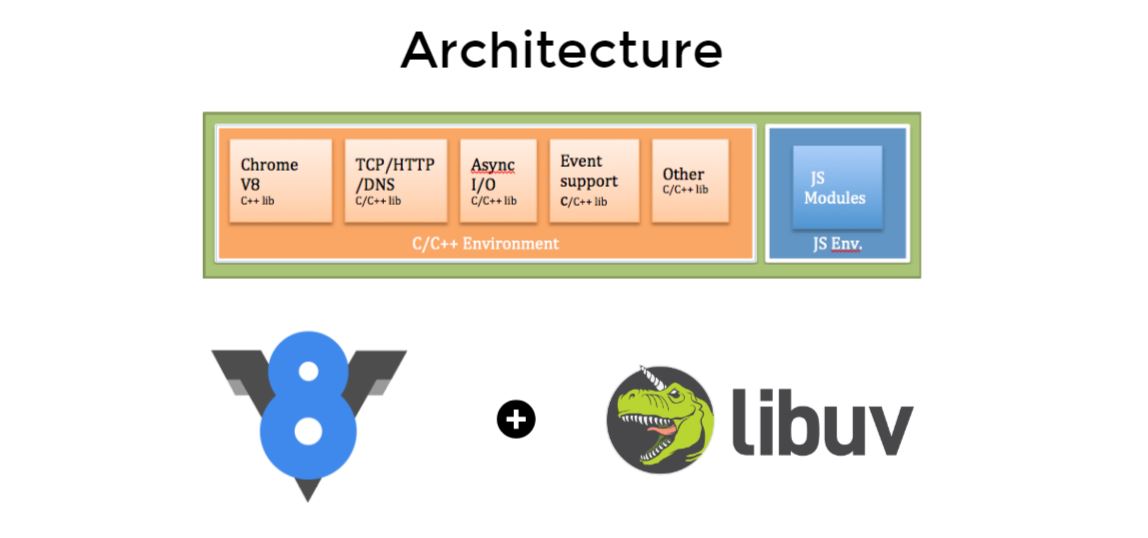 Architecture
Chrome
V8
C++ lib
TCP/HTTP
/DNS
C/C++ lib
Async
I/O
C/C++ lib
Event
support
C/C++ lib
Other
C/C++ lib
C/C++ Environment
JS
Modules
JS Env.
V8
+
libuv